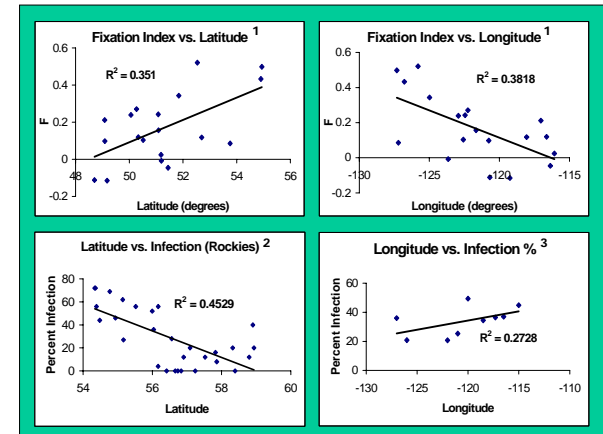 Fixation Index vs. Latitude 1
R2 = 0.351
F
0.6
0.4
0.2
0
-0.2
48 50 52 54 56
Latitude (degrees)
Fixation Index vs. Longitude 1
R2 = 0.3818
F
0.6
0.4
0.2
0
-0.2
-130 -125 -120 -115
Longitude (degrees)
Latitude vs. Infection (Rockies) 2
R2 = 0.4529
Percent Infection
80
60
40
20
0
54 56 58 60
Latitude
Longitude vs. Infection % 3
R2 = 0.2728
Percent Infection
60
40
20
0
-130 -125 -120 -115 -110
Longitude